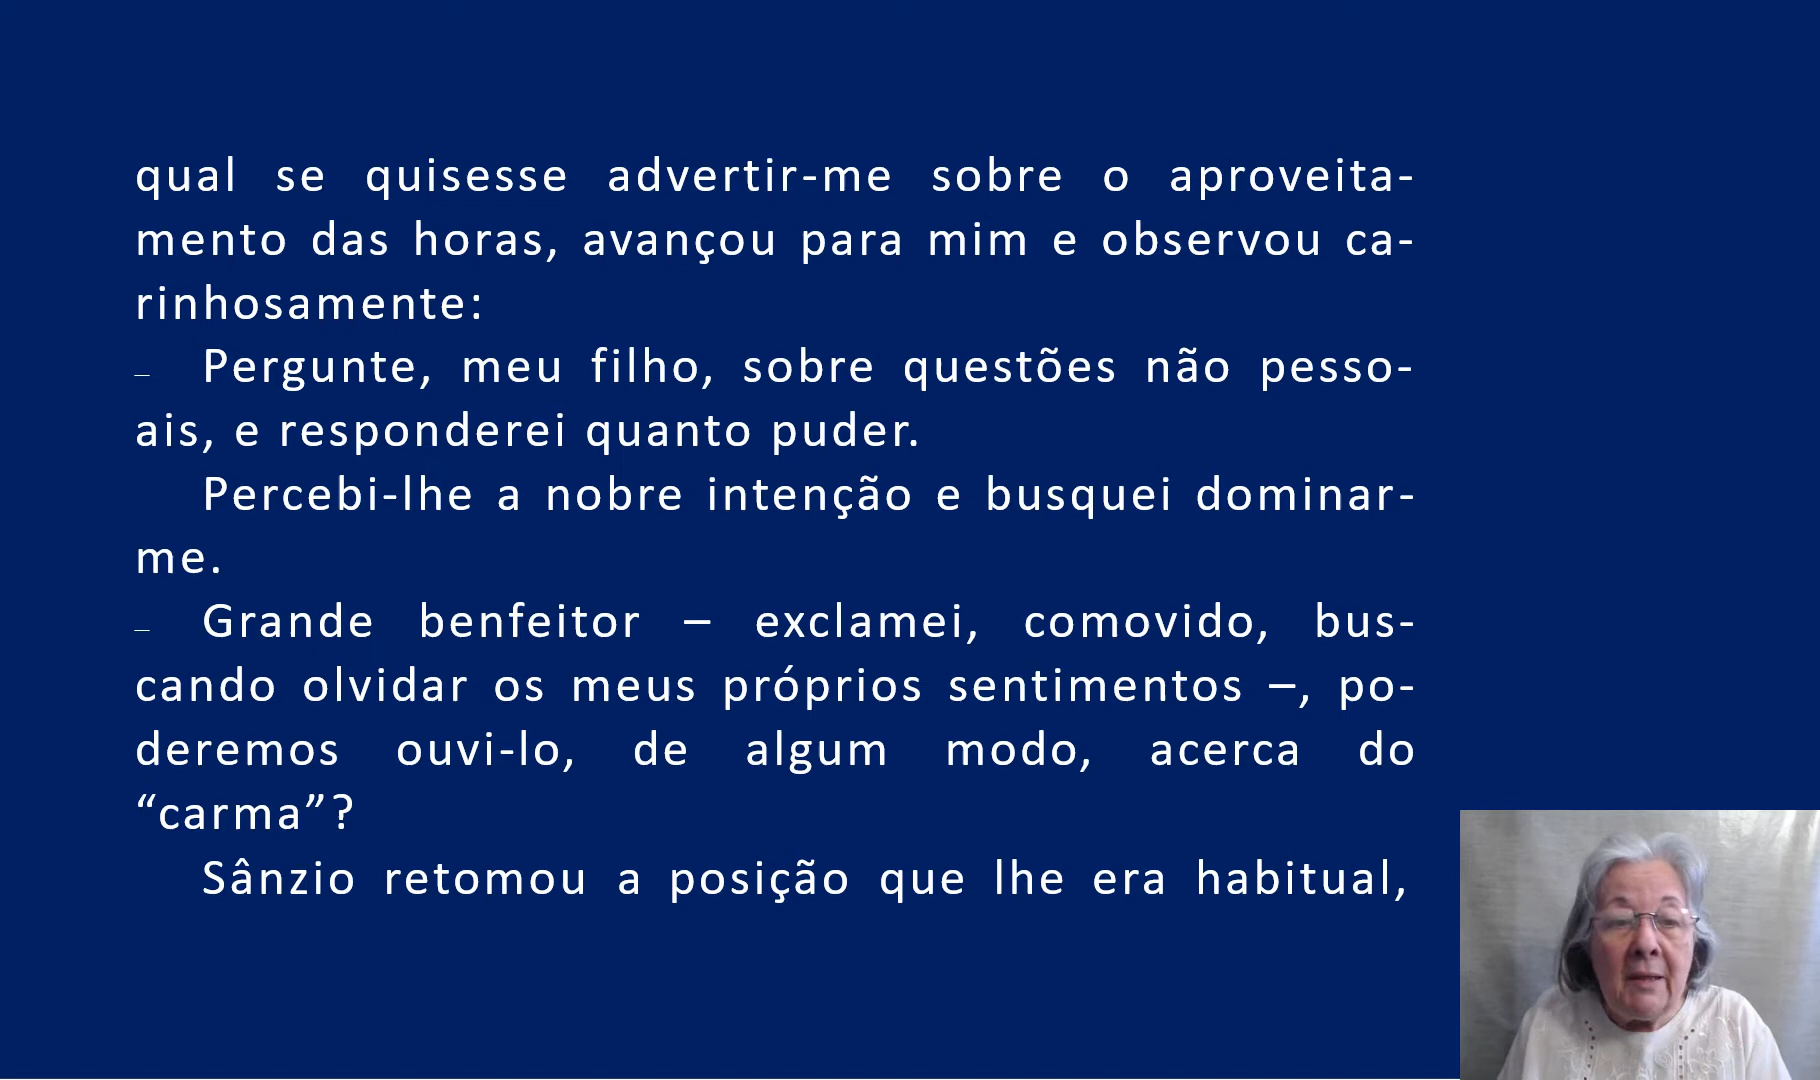 qual se quisesse advertir-me sobre o aproveita-
mento das horas, avançou para mim e observou ca-
rinhosamente:
– Pergunte, meu filho, sobre questões não pesso-
ais, e responderei quanto puder.
Percebi-lhe a nobre intenção e busquei dominar-
me.
– Grande benfeitor – exclamei, comovido, bus-
cando olvidar os meus próprios sentimentos –, po-
deremos ouvi-lo, de algum modo, acerca do
“carma”?
Sânzio retomou a posição que lhe era habitual,